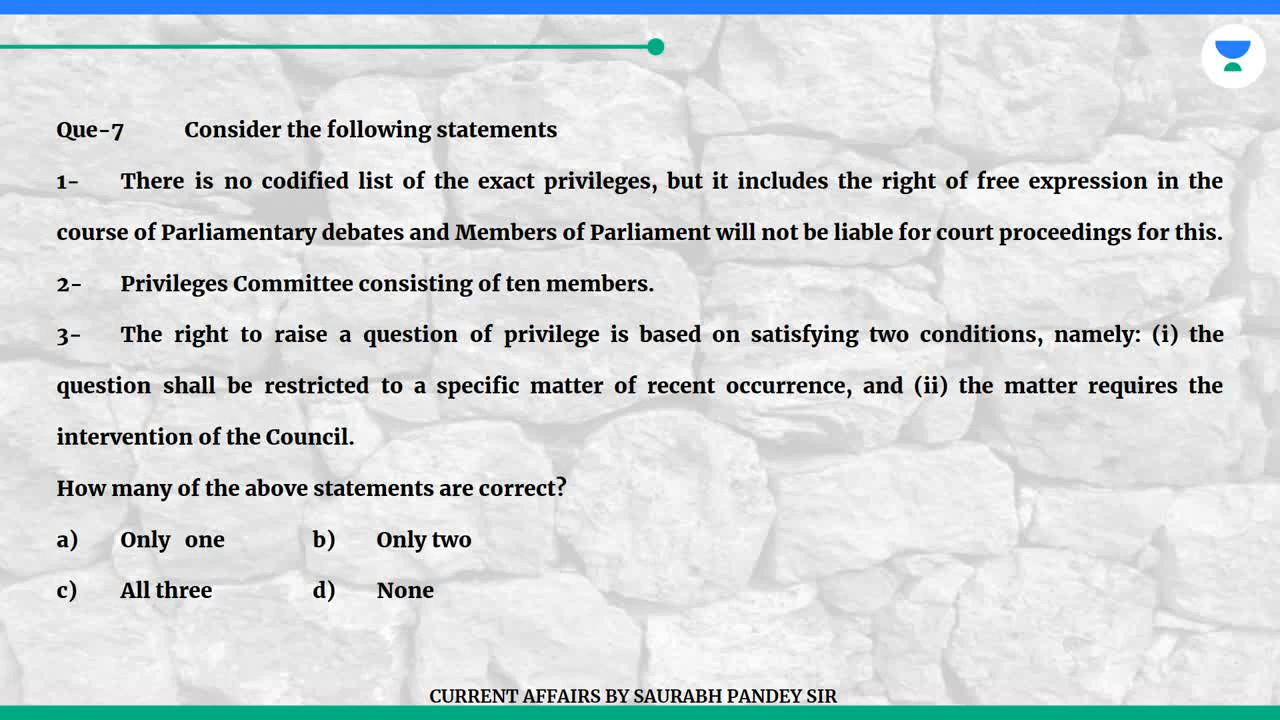 Que-7 Consider the following statements
1- There is no codified list of the exact privileges, but it includes the right of free expression in the
course of Parliamentary debates and Members of Parliament will not be liable for court proceedings for this.
2- Privileges Committee consisting of ten members.
3- The right to raise a question of privilege is based on satisfying two conditions, namely: (i) the
question shall be restricted to a specific matter of recent occurrence, and (ii) the matter requires the
intervention of the Council.
How many of the above statements are correct?
a) Only one b) Only two
c) All three d) None
CURRENT AFFAIRS BY SAURABH PANDEY SIR